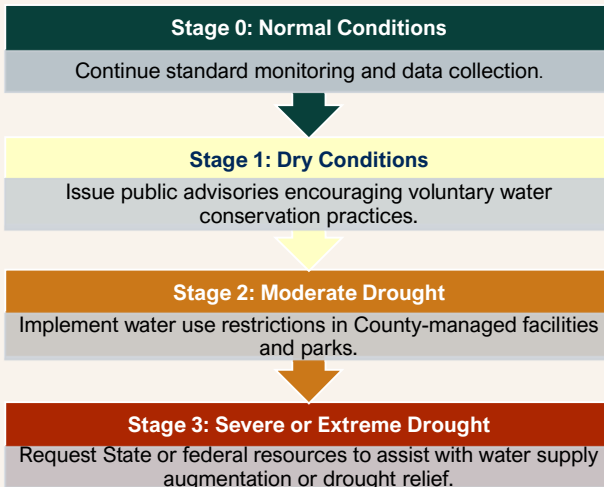 Stage 0: Normal Conditions
Continue standard monitoring and data collection.
Stage 1: Dry Conditions
Issue public advisories encouraging voluntary water
conservation practices.
Stage 2: Moderate Drought
Implement water use restrictions in County-managed facilities
and parks.
Stage 3: Severe or Extreme Drought
Request State or federal resources to assist with water supply
augmentation or drought relief.